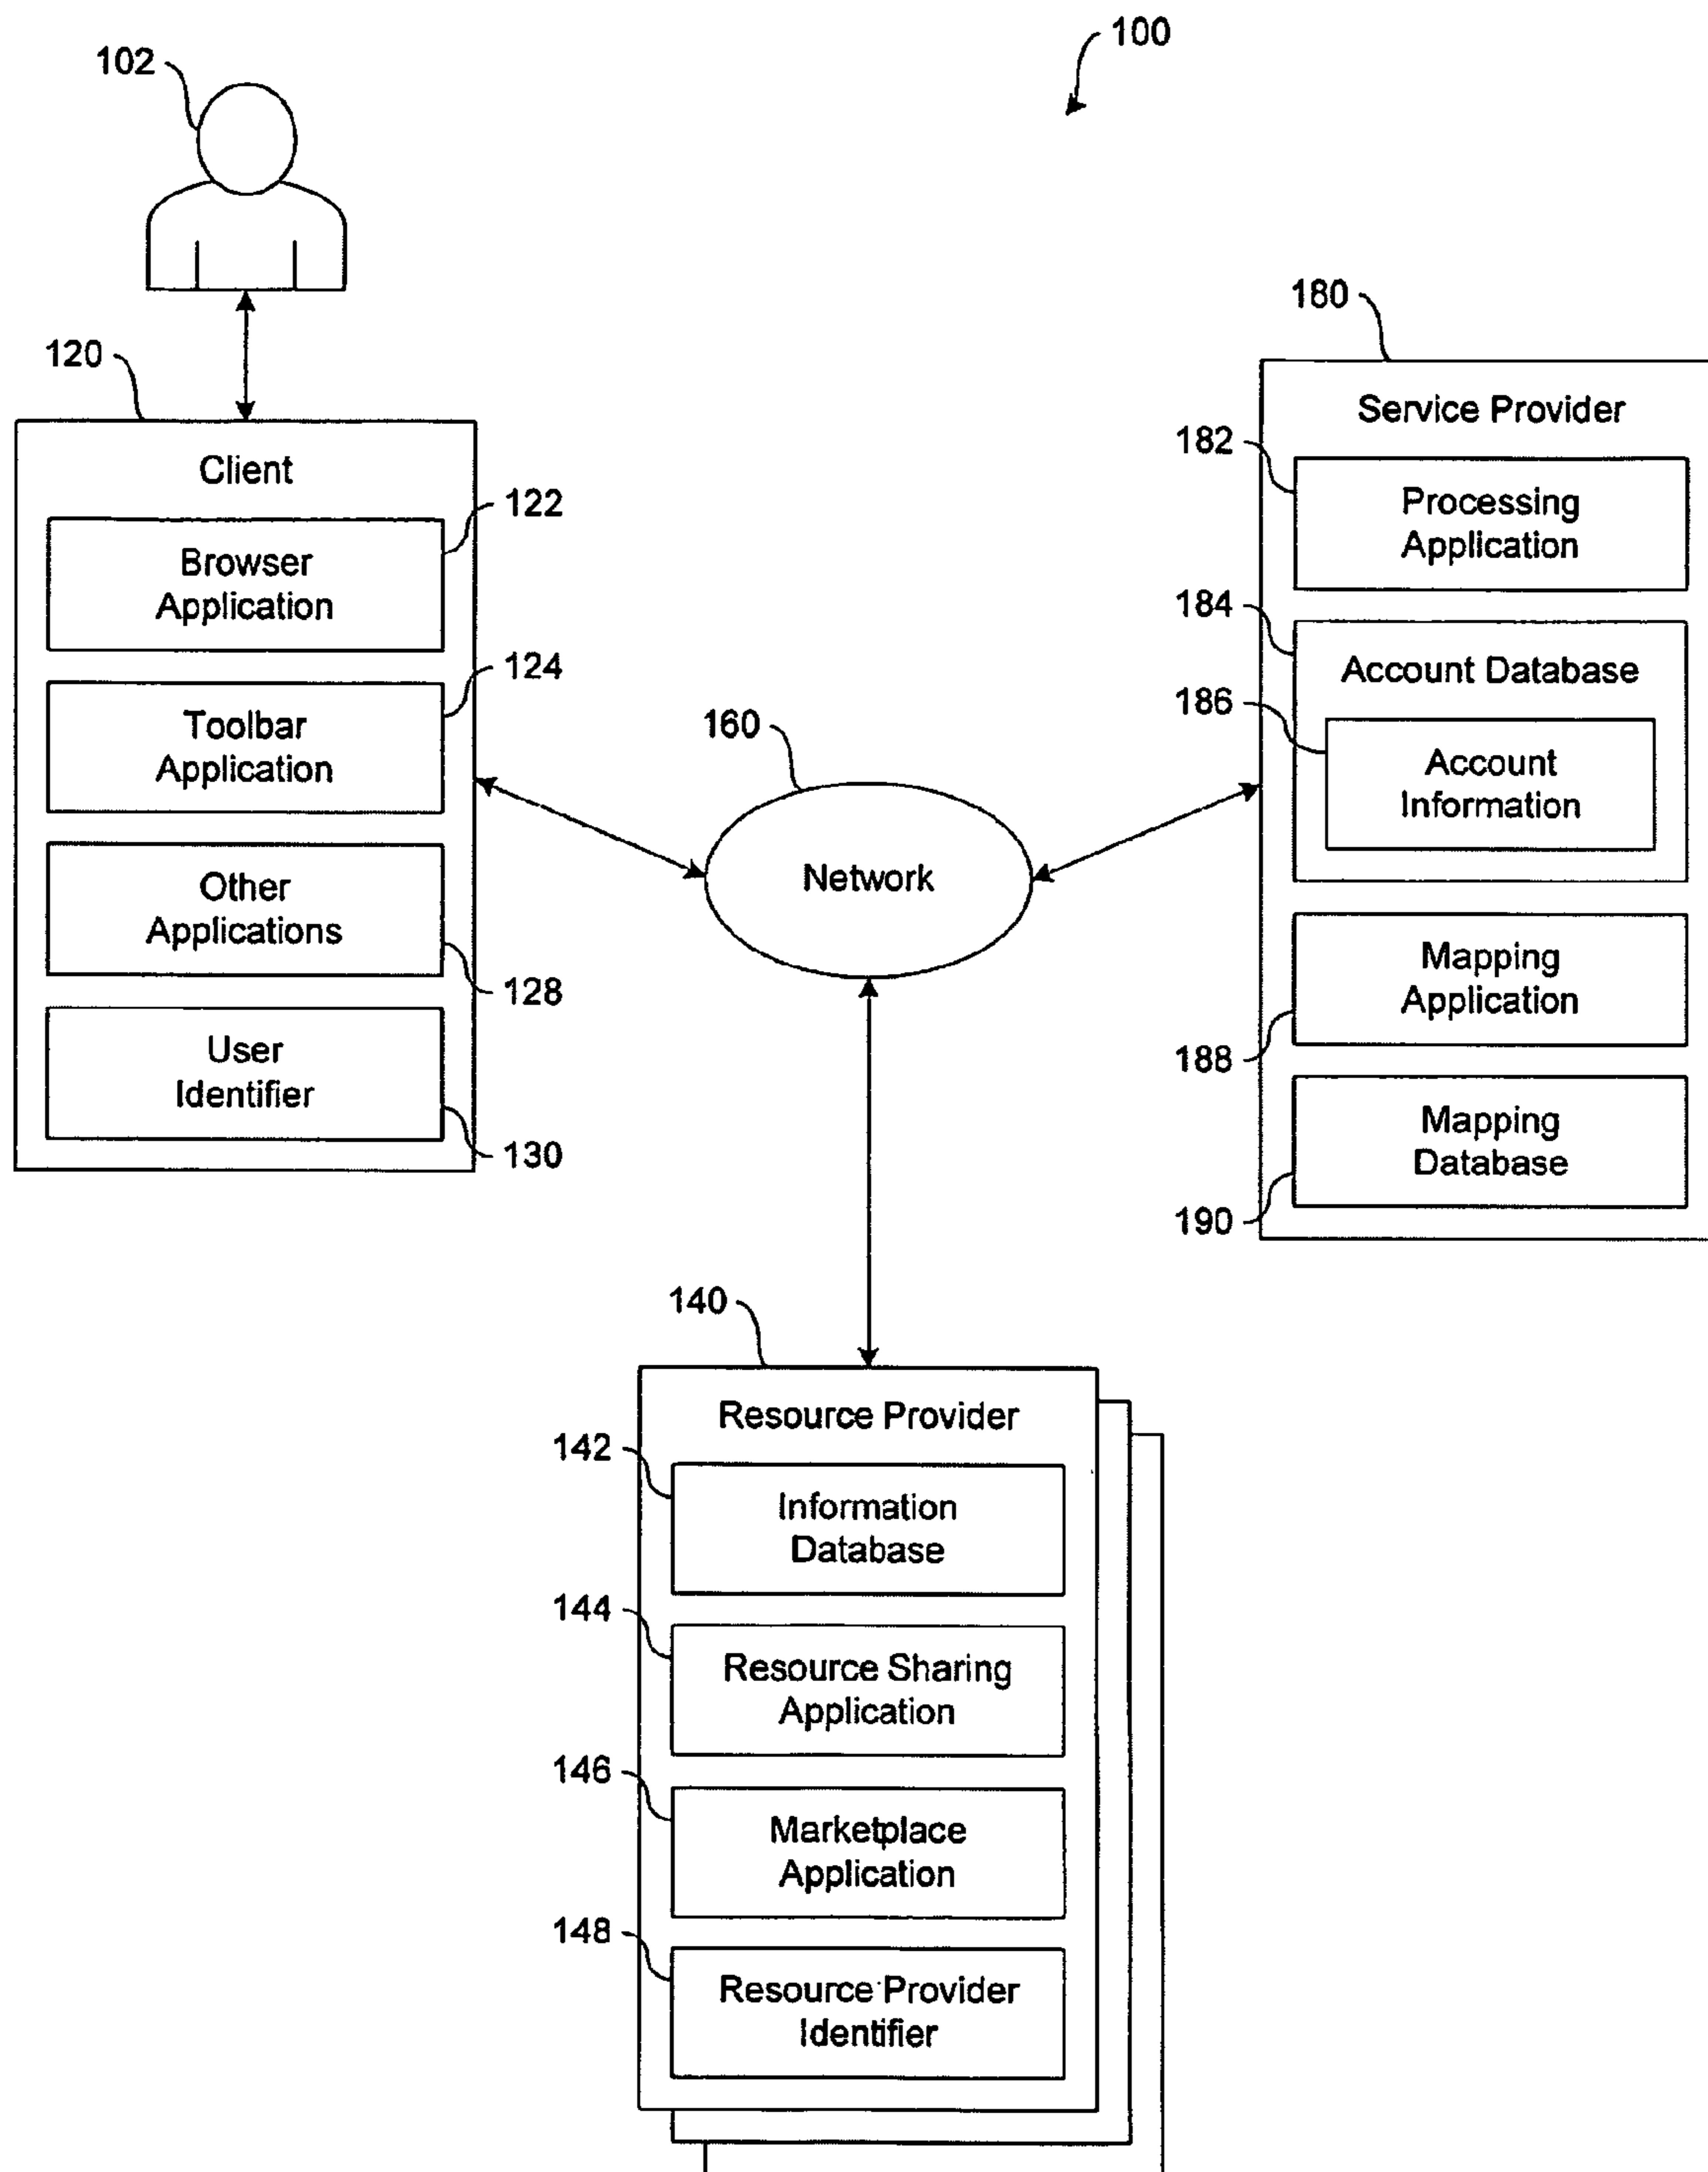 100
102
120
Client
122
Browser
Application
124
Toolbar
Application
Other
Applications
128
User
Identifier
130
160
Network
180
Service Provider
182
Processing
Application
184
Account Database
186
Account
Information
Mapping
Application
188
Mapping
Database
190
140
Resource Provider
142
Information
Database
144
Resource Sharing
Application
146
Marketplace
Application
148
Resource Provider
Identifier